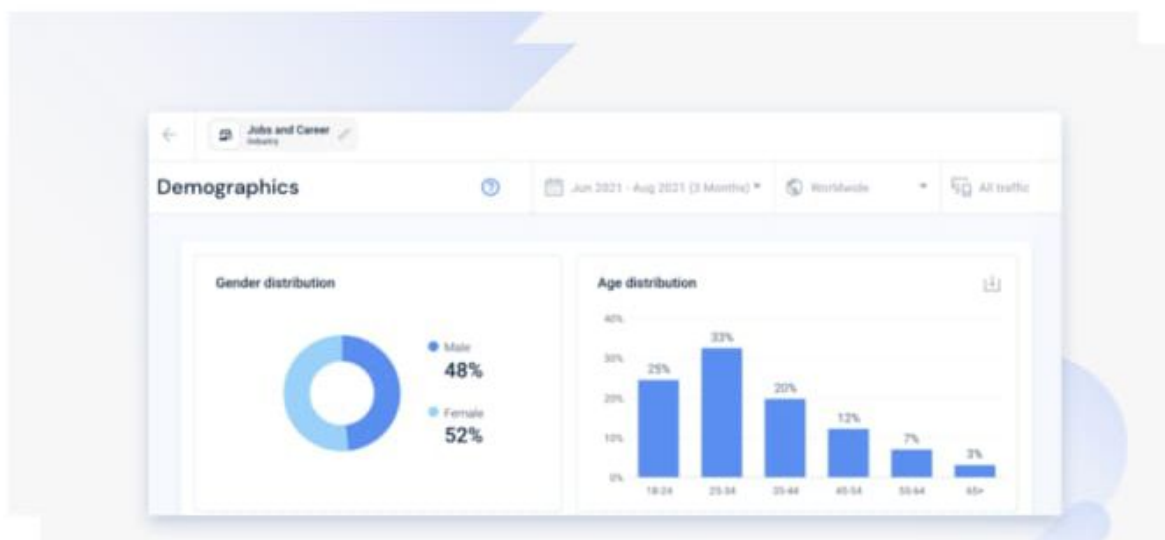 Jobs and Career
Industry
Demographics
Jun 2021 - Aug 2021 (3 Months)
Worldwide
All traffic
Gender distribution
Male
48%
Female
52%
Age distribution
40%
30%
20%
10%
0%
25%
33%
20%
12%
7%
3%
18-24
25-34
35-44
45-54
55-64
65+